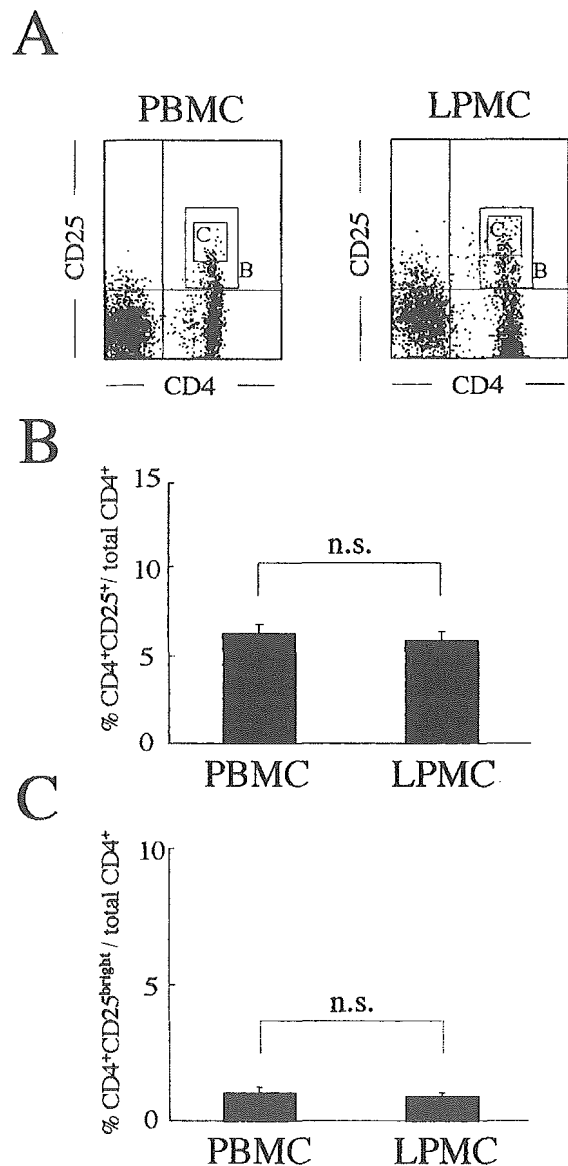 A
PBMC
LPMC
CD25
C
B
CD4
CD25
C
B
CD4
B
% CD4⁺CD25⁺/ total CD4⁺
15
10
5
0
n.s.
PBMC
LPMC
C
% CD4⁺CD25ᵇʳⁱᵍʰᵗ/ total CD4⁺
10
5
0
n.s.
PBMC
LPMC